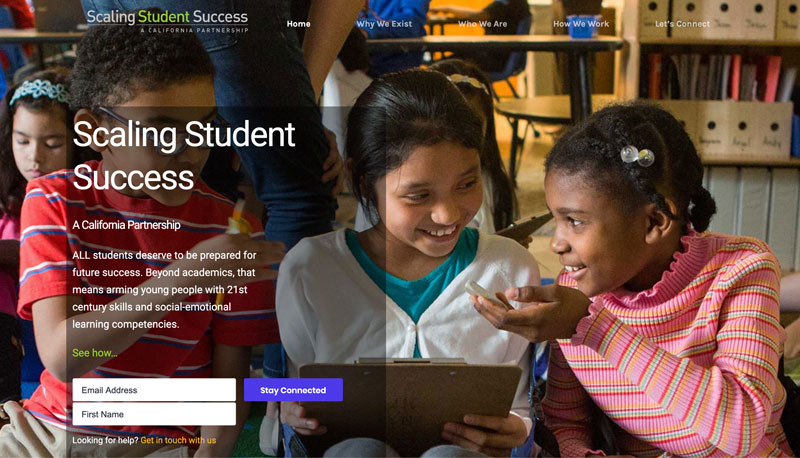 Scaling Student Success
A CALIFORNIA PARTNERSHIP
Home
Why We Exist
Who We Are
How We Work
Let's Connect
Scaling Student
Success
A California Partnership
ALL students deserve to be prepared for
future success. Beyond academics, that
means arming young people with 21st
century skills and social-emotional
learning competencies.
See how...
Email Address
Stay Connected
First Name
Looking for help? Get in touch with us